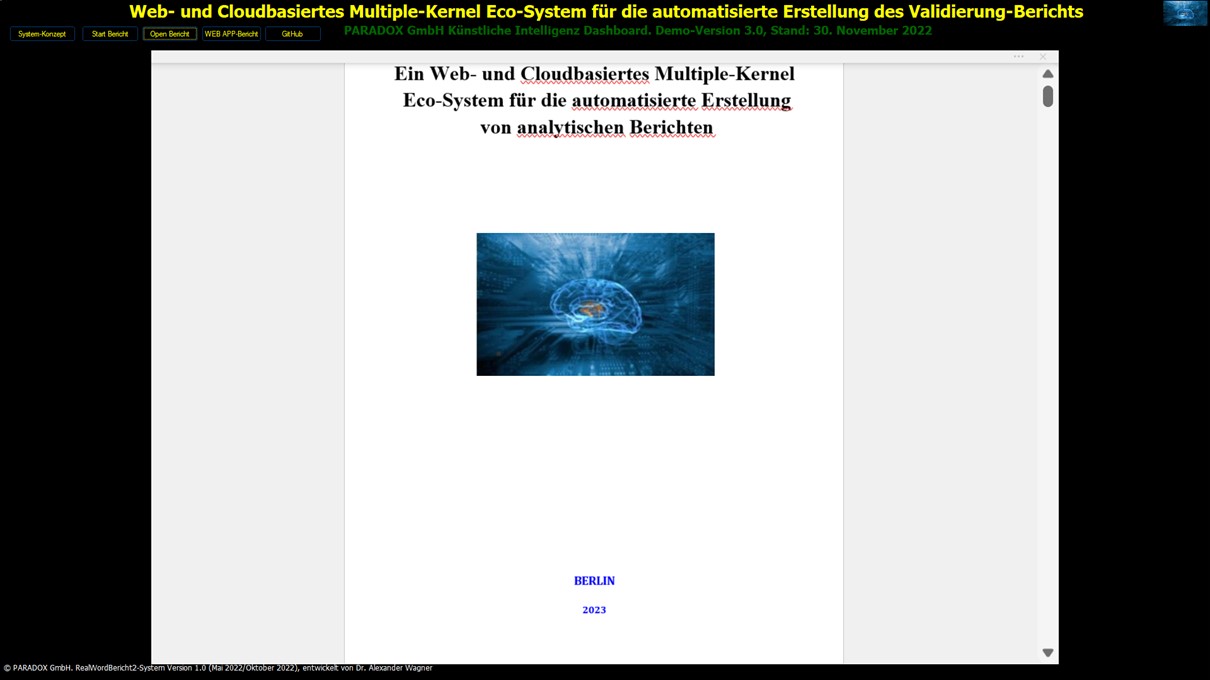 Web- und Cloudbasiertes Multiple-Kernel Eco-System für die automatisierte Erstellung des Validierung-Berichts
System-Konzept Start Bericht Open Bericht WEB APP-Bericht GitHub
PARADOX GmbH Künstliche Intelligenz Dashboard. Demo-Version 3.0, Stand: 30. November 2022
Ein Web- und Cloudbasiertes Multiple-Kernel
Eco-System für die automatisierte Erstellung
von analytischen Berichten
BERLIN
2023
© PARADOX GmbH. RealWordBericht2-System Version 1.0 (Mai 2022/Oktober 2022), entwickelt von Dr. Alexander Wagner